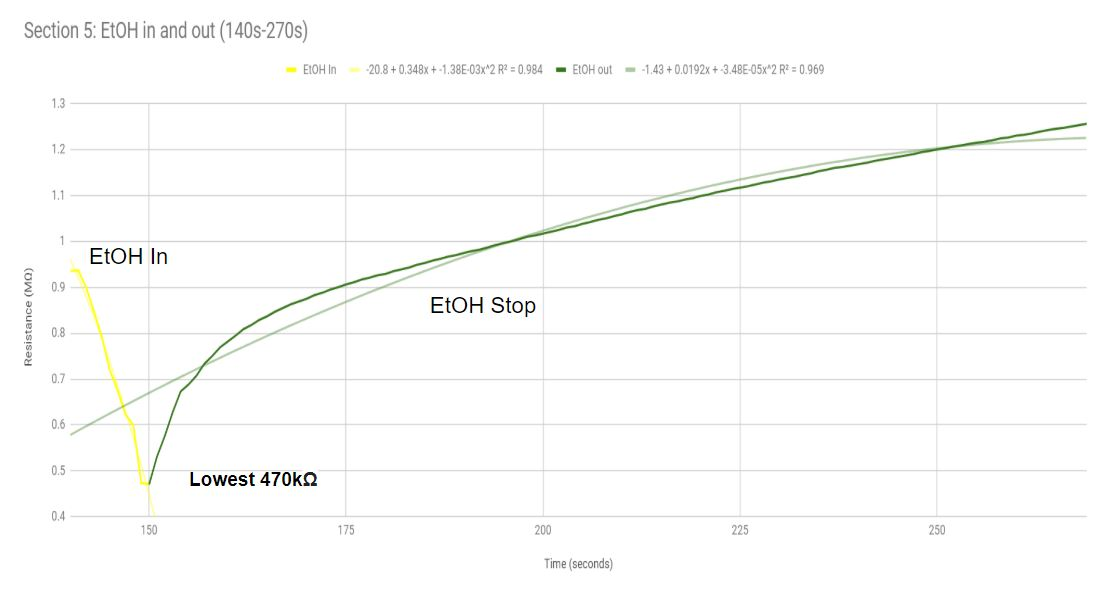 Section 5: EtOH in and out (140s-270s)
EtOH In -20.8 + 0.348x + -1.38E-03x^2 R² = 0.984 EtOH out -1.43 + 0.0192x + -3.48E-05x^2 R² = 0.969
1.3
1.2
1.1
1
EtOH In
0.9
EtOH Stop
Resistance (MΩ)
0.8
0.7
0.6
0.5
Lowest 470kΩ
0.4
150 175 200 225 250
Time (seconds)